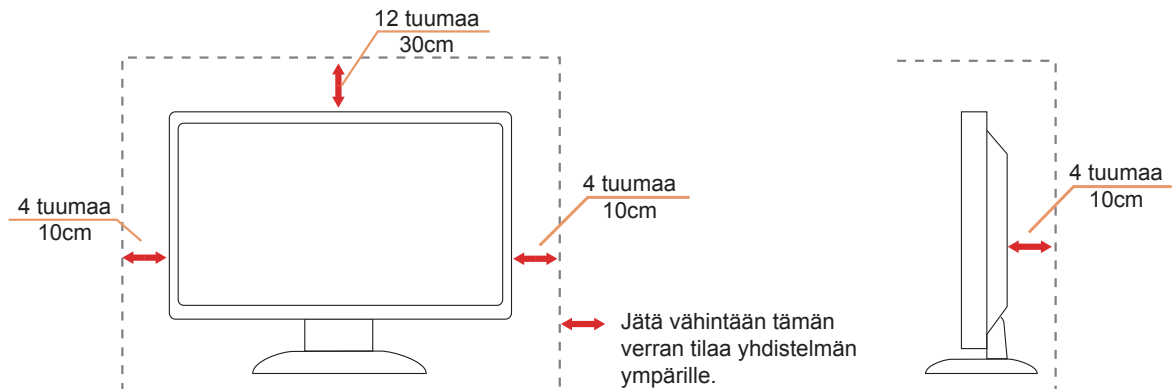 12 tuumaa
30cm
4 tuumaa
10cm
4 tuumaa
10cm
4 tuumaa
10cm
Jätä vähintään tämän
verran tilaa yhdistelmän
ympärille.